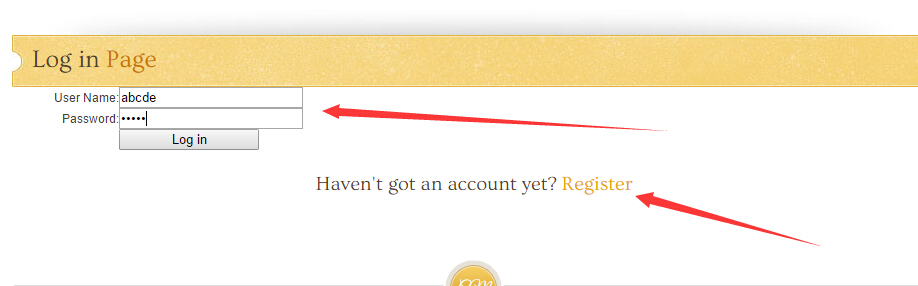 Log in Page
User Name: abcde
Password: •••••
Log in
Haven't got an account yet? Register